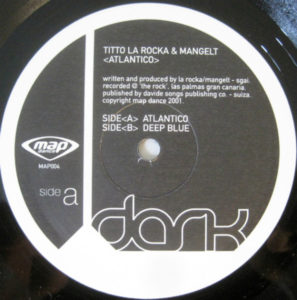 TITTO LA ROCKA & MANGELT
<ATLANTICO>
written and produced by la rocka/mangelt - sgai.
recorded @ 'the rock', las palmas gran canaria.
published by davide songs publishing co. - suiza.
copyright map dance 2001
SIDE<A> ATLANTICO
SIDE<B> DEEP BLUE
map
MAP004
side a
dark